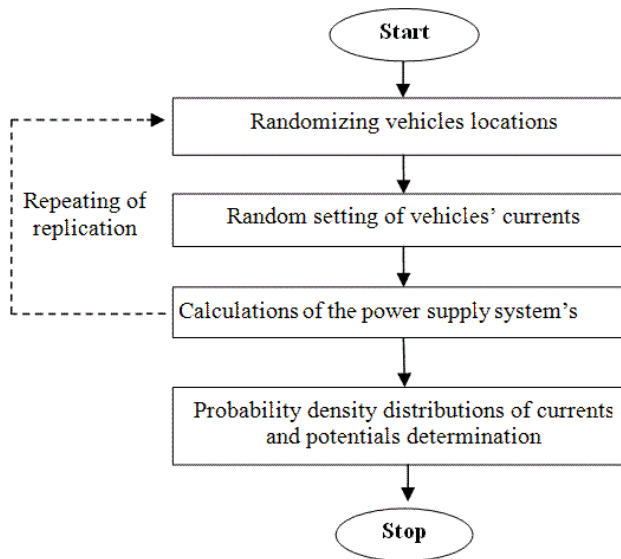 Start
Randomizing vehicles locations
Repeating of
replication
Random setting of vehicles' currents
Calculations of the power supply system's
Probability density distributions of currents
and potentials determination
Stop